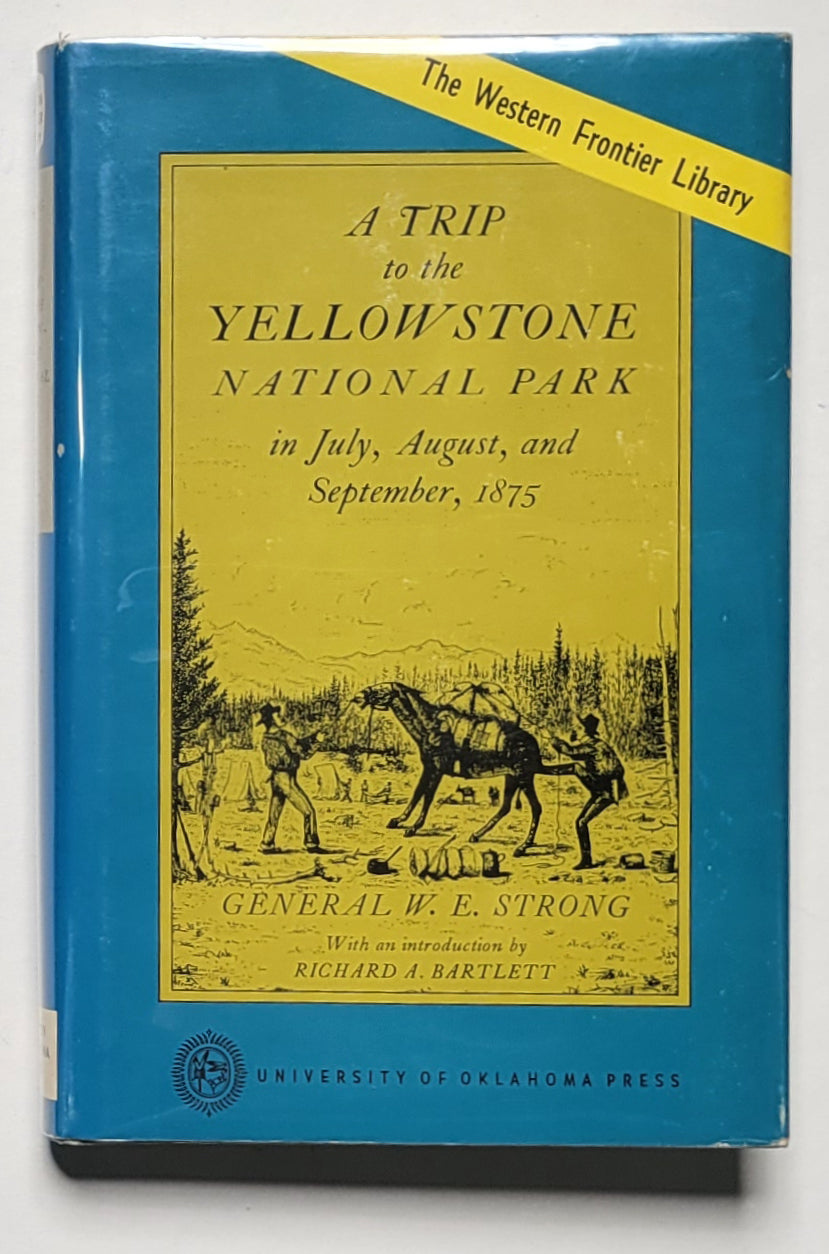 The Western Frontier Library
A TRIP
to the
YELLOWSTONE
NATIONAL PARK
in July, August, and
September, 1875
GENERAL W. E. STRONG
With an introduction by
RICHARD A. BARTLETT
UNIVERSITY OF OKLAHOMA PRESS